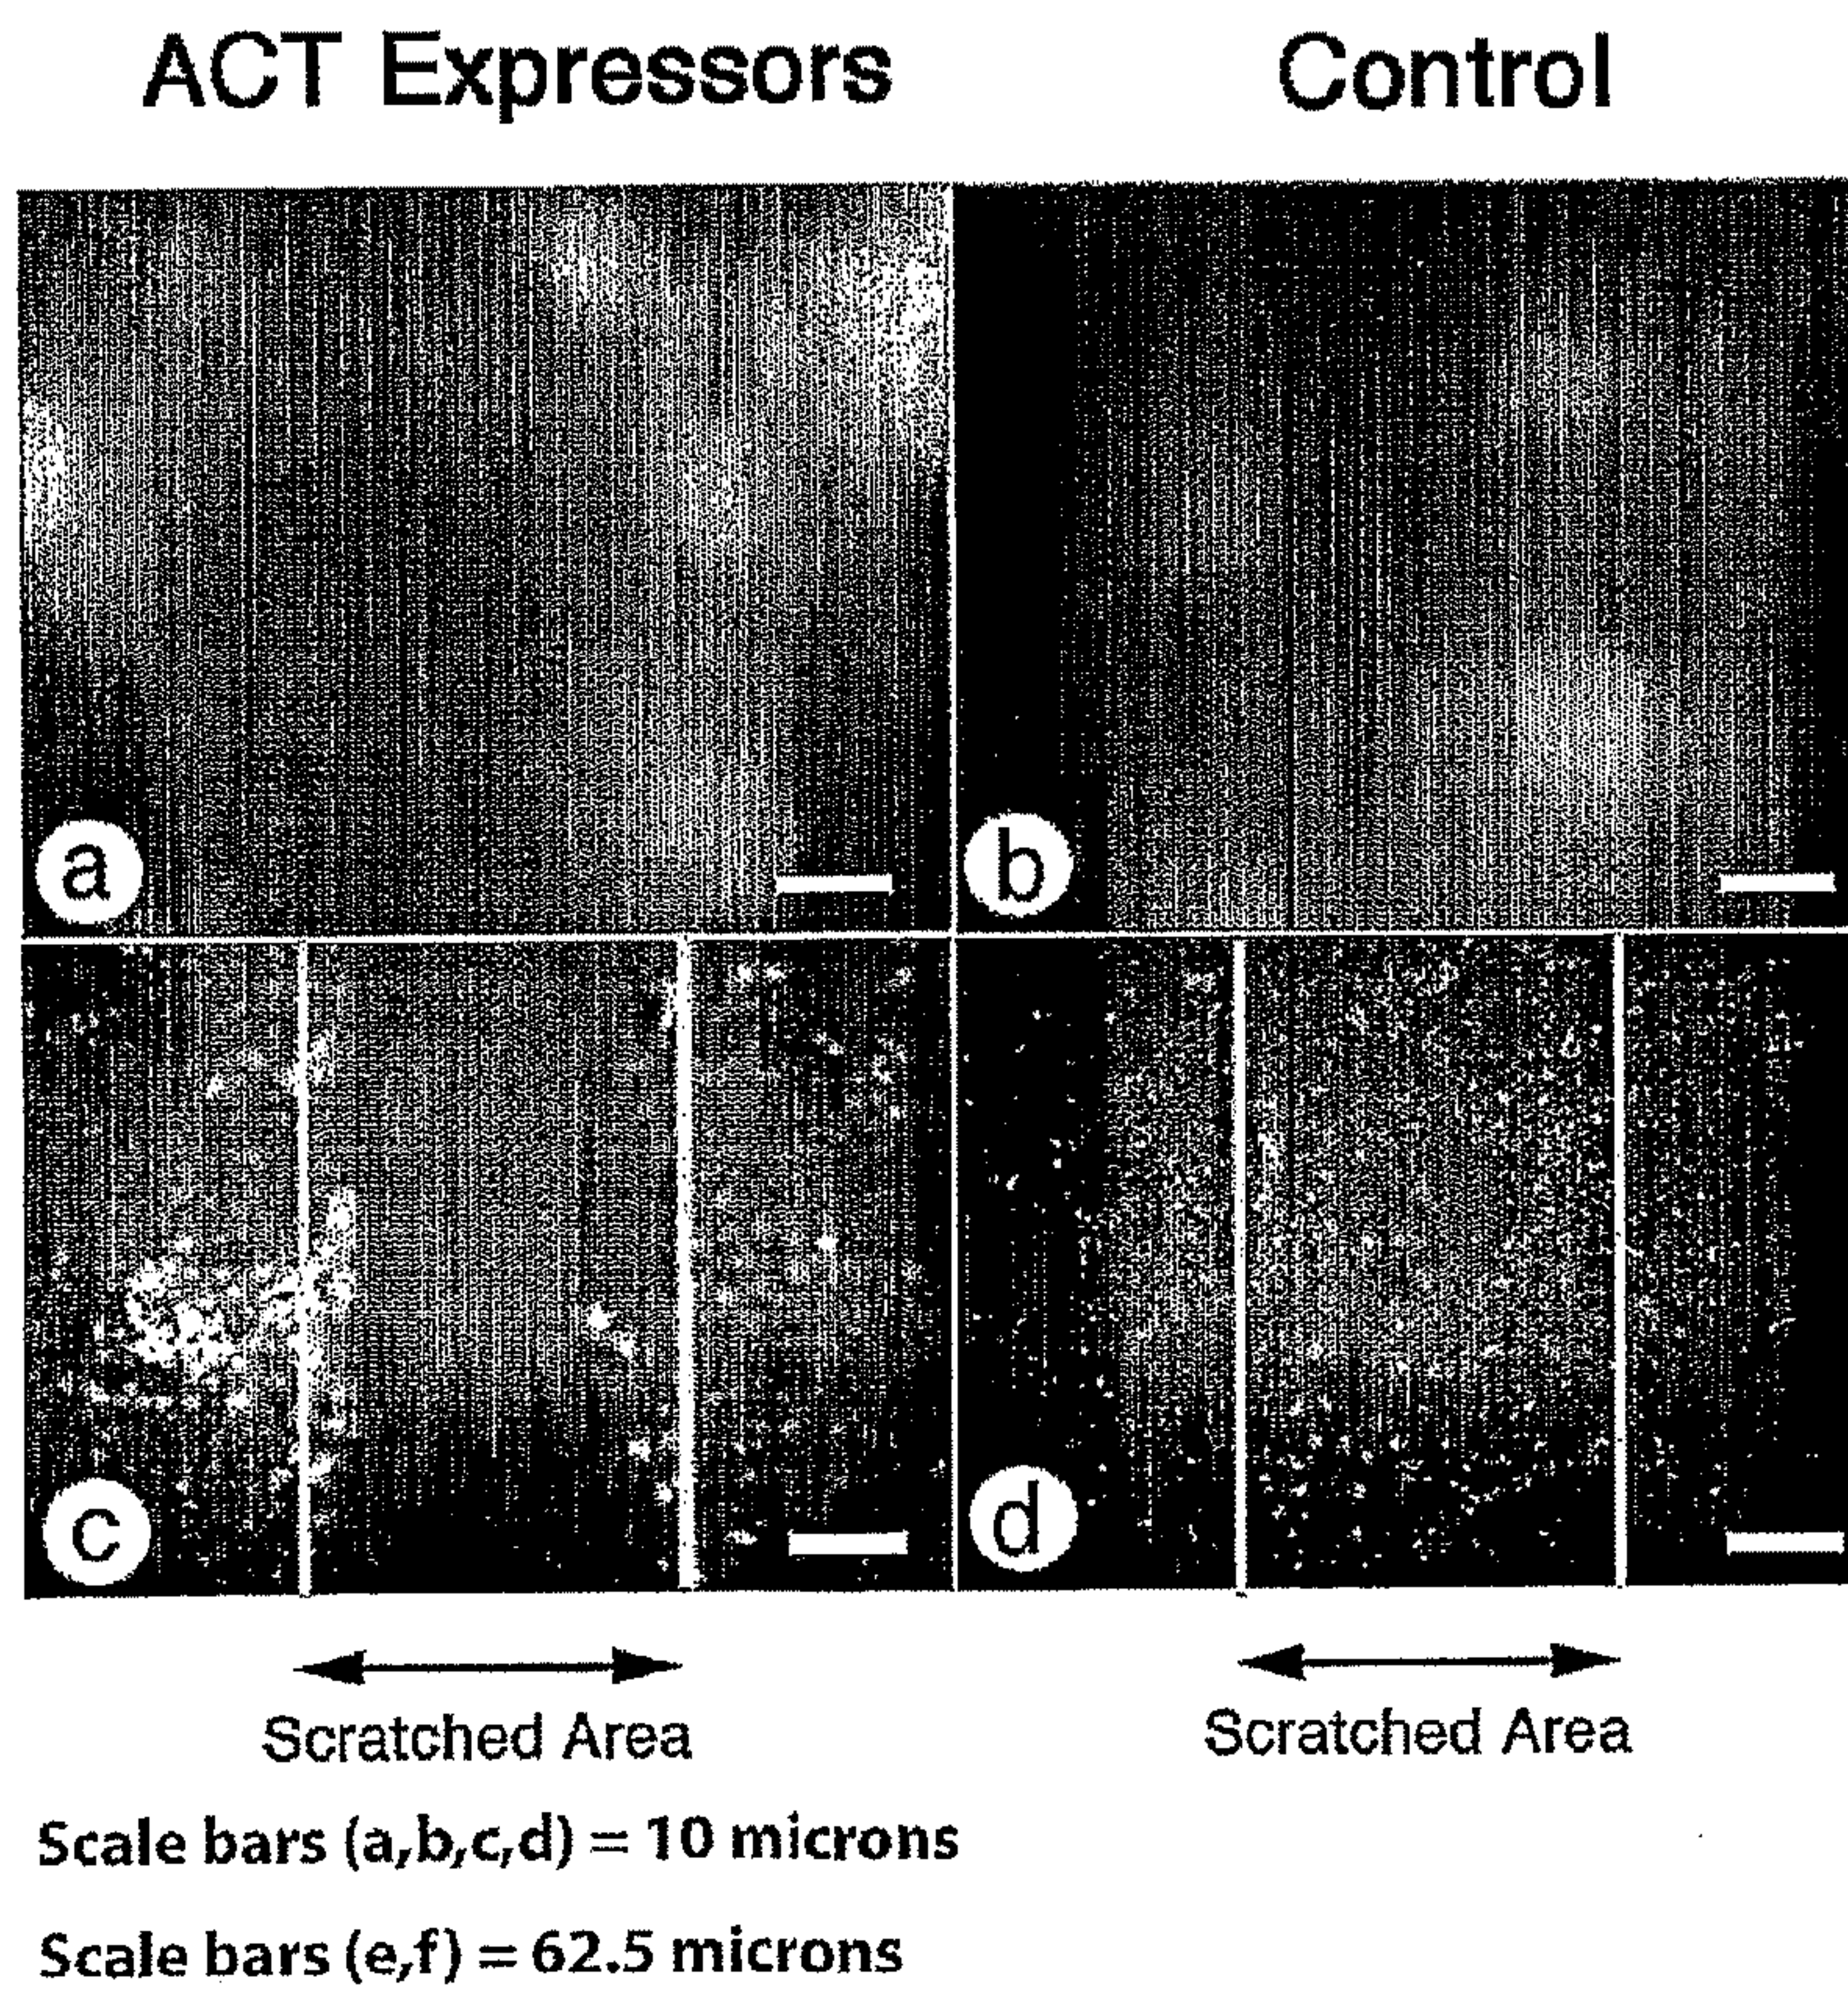 ACT Expressors Control
a b
c d
Scratched Area Scratched Area
Scale bars (a,b,c,d) = 10 microns
Scale bars (e,f) = 62.5 microns